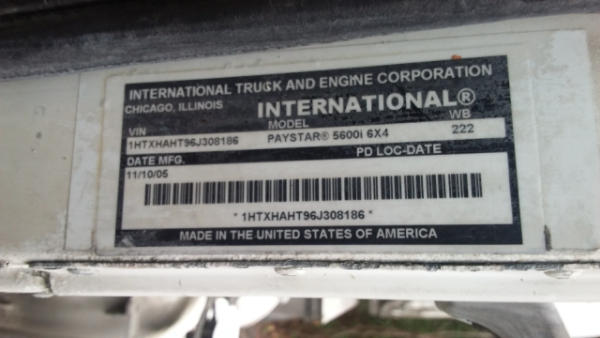 INTERNATIONAL TRUCK AND ENGINE CORPORATION
CHICAGO, ILLINOIS INTERNATIONAL®
VIN MODEL WB
1HTXHAHT96J308186 PAYSTAR® 5600i 6X4 222
DATE MFG. PD LOC-DATE
11/10/05
* 1HTXHAHT96J308186 *
MADE IN THE UNITED STATES OF AMERICA